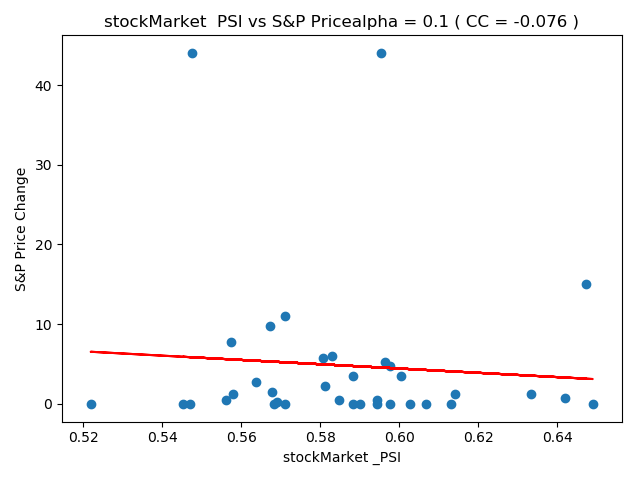 stockMarket  PSI vs S&P Pricealpha = 0.1 ( CC = -0.076 )
S&P Price Change
40
30
20
10
0
0.52 0.54 0.56 0.58 0.60 0.62 0.64
stockMarket _PSI